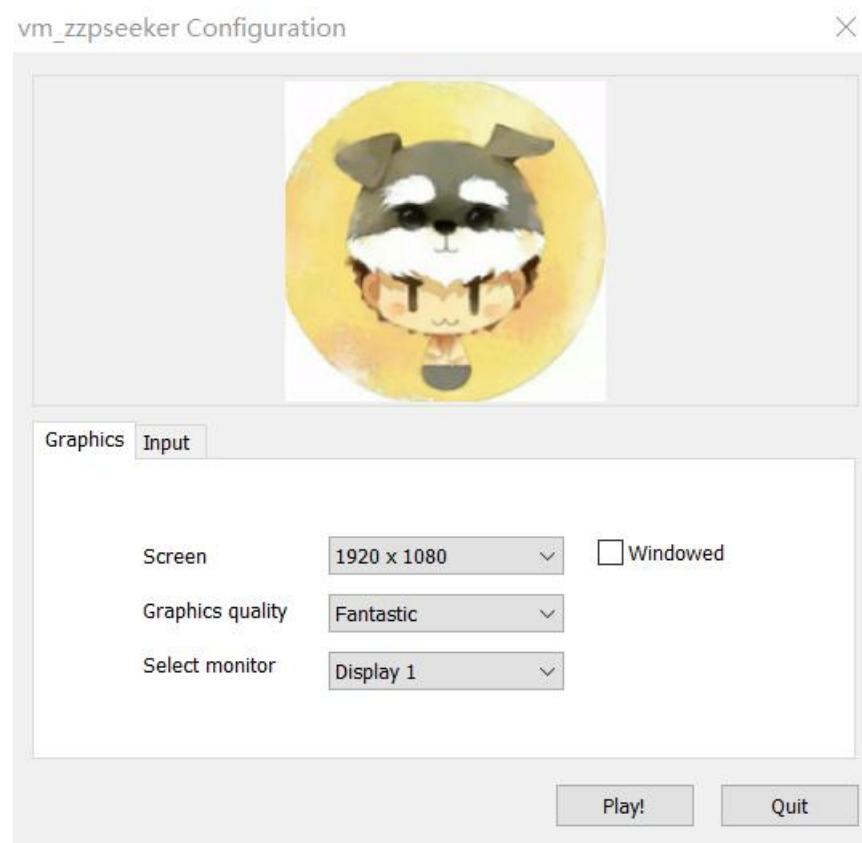 vm_zzpseeker Configuration
Graphics Input
Screen 1920 x 1080 Windowed
Graphics quality Fantastic
Select monitor Display 1
Play! Quit